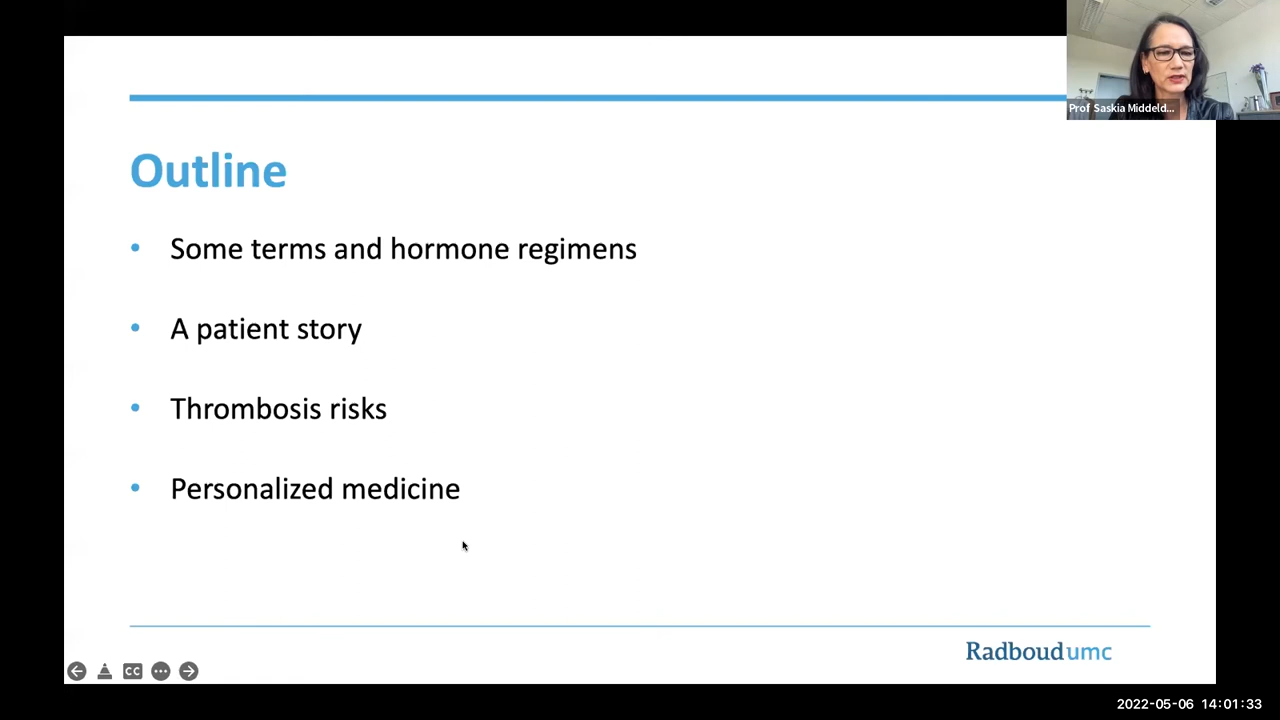 Prof Saskia Middeld...
Outline
• Some terms and hormone regimens
• A patient story
• Thrombosis risks
• Personalized medicine
Radboudumc
CC
2022-05-06 14:01:33